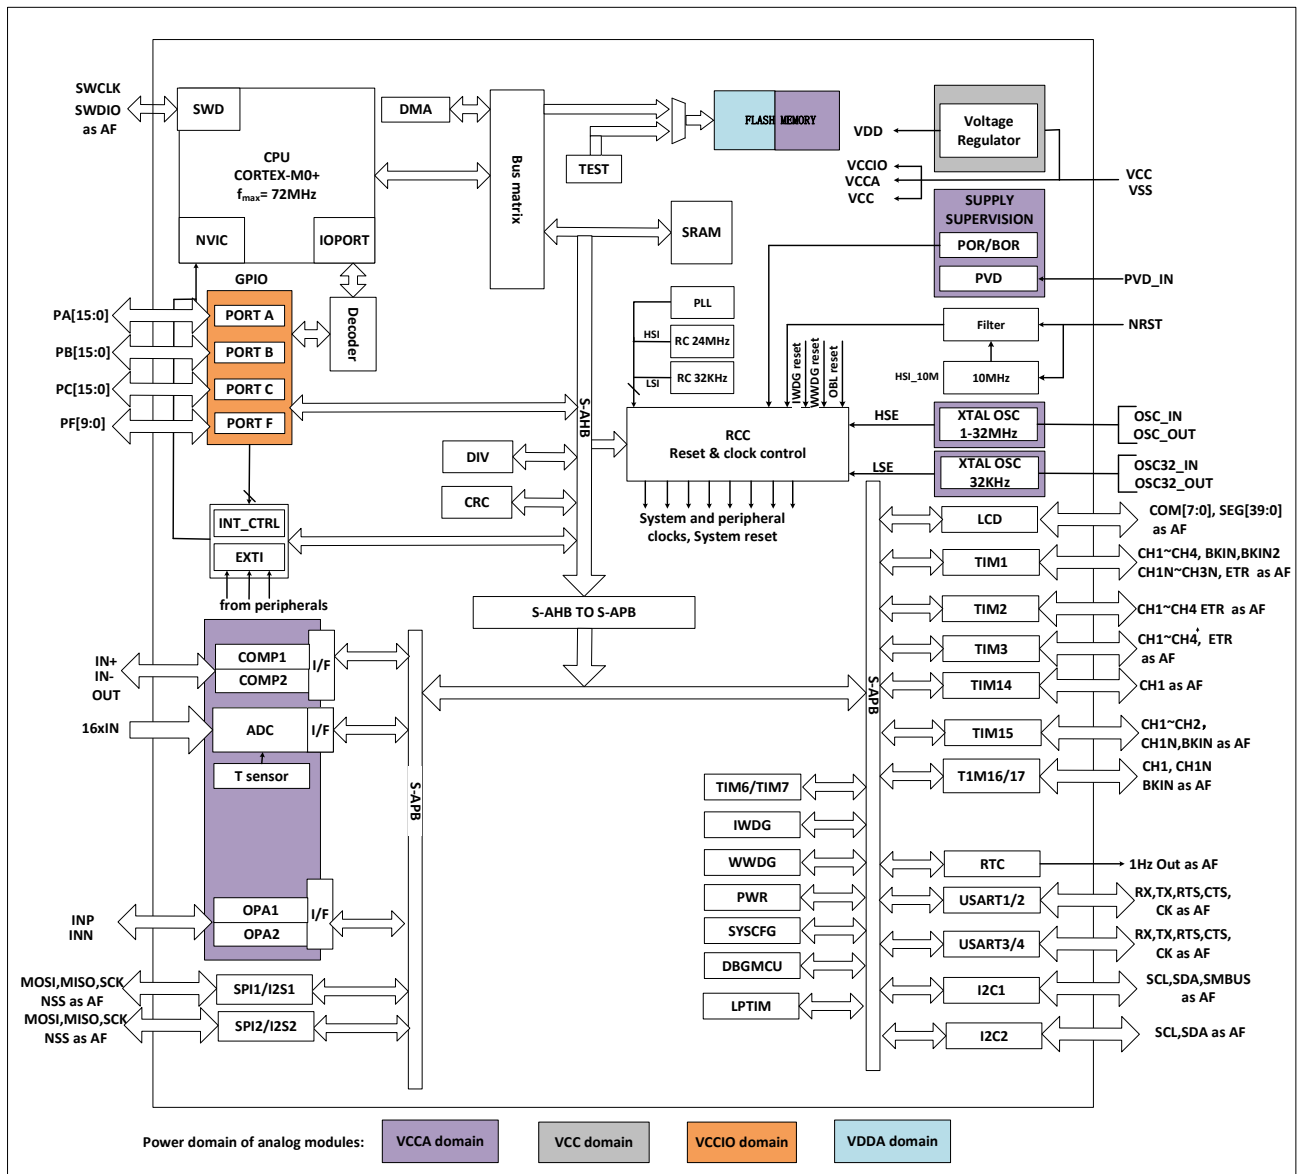 SWCLK
SWDIO
as AF
SWD
CPU
CORTEX-M0+
fmax= 72MHz
NVIC
IOPORT
DMA
Bus matrix
TEST
FLASH MEMORY
Voltage
Regulator
VDD
VCCIO
VCCA
VCC
VCC
VSS
SUPPLY
SUPERVISION
POR/BOR
PVD
PVD_IN
SRAM
GPIO
PORT A
PORT B
PORT C
PORT F
PA[15:0]
PB[15:0]
PC[15:0]
PF[9:0]
Decoder
PLL
HSI
RC 24MHz
LSI
RC 32KHz
IWDG reset
WWDG reset
OBL reset
Filter
NRST
HSI_10M
10MHz
S-AHB
RCC
Reset & clock control
HSE
XTAL OSC
1-32MHz
OSC_IN
OSC_OUT
LSE
XTAL OSC
32KHz
OSC32_IN
OSC32_OUT
DIV
CRC
System and peripheral
clocks, System reset
INT_CTRL
EXTI
from peripherals
S-AHB TO S-APB
LCD
COM[7:0], SEG[39:0]
as AF
TIM1
CH1~CH4, BKIN,BKIN2
CH1N~CH3N, ETR as AF
TIM2
CH1~CH4 ETR as AF
TIM3
CH1~CH4, ETR
as AF
TIM14
CH1 as AF
TIM15
CH1~CH2,
CH1N,BKIN as AF
T1M16/17
CH1, CH1N
BKIN as AF
S-APB
IN+
IN-
OUT
COMP1
COMP2
I/F
16xIN
ADC
I/F
T sensor
S-APB
TIM6/TIM7
IWDG
WWDG
PWR
SYSCFG
DBGMCU
LPTIM
RTC
1Hz Out as AF
USART1/2
RX,TX,RTS,CTS,
CK as AF
USART3/4
RX,TX,RTS,CTS,
CK as AF
I2C1
SCL,SDA,SMBUS
as AF
I2C2
SCL,SDA as AF
INP
INN
OPA1
OPA2
I/F
MOSI,MISO,SCK
NSS as AF
SPI1/I2S1
MOSI,MISO,SCK
NSS as AF
SPI2/I2S2
Power domain of analog modules:
VCCA domain
VCC domain
VCCIO domain
VDDA domain